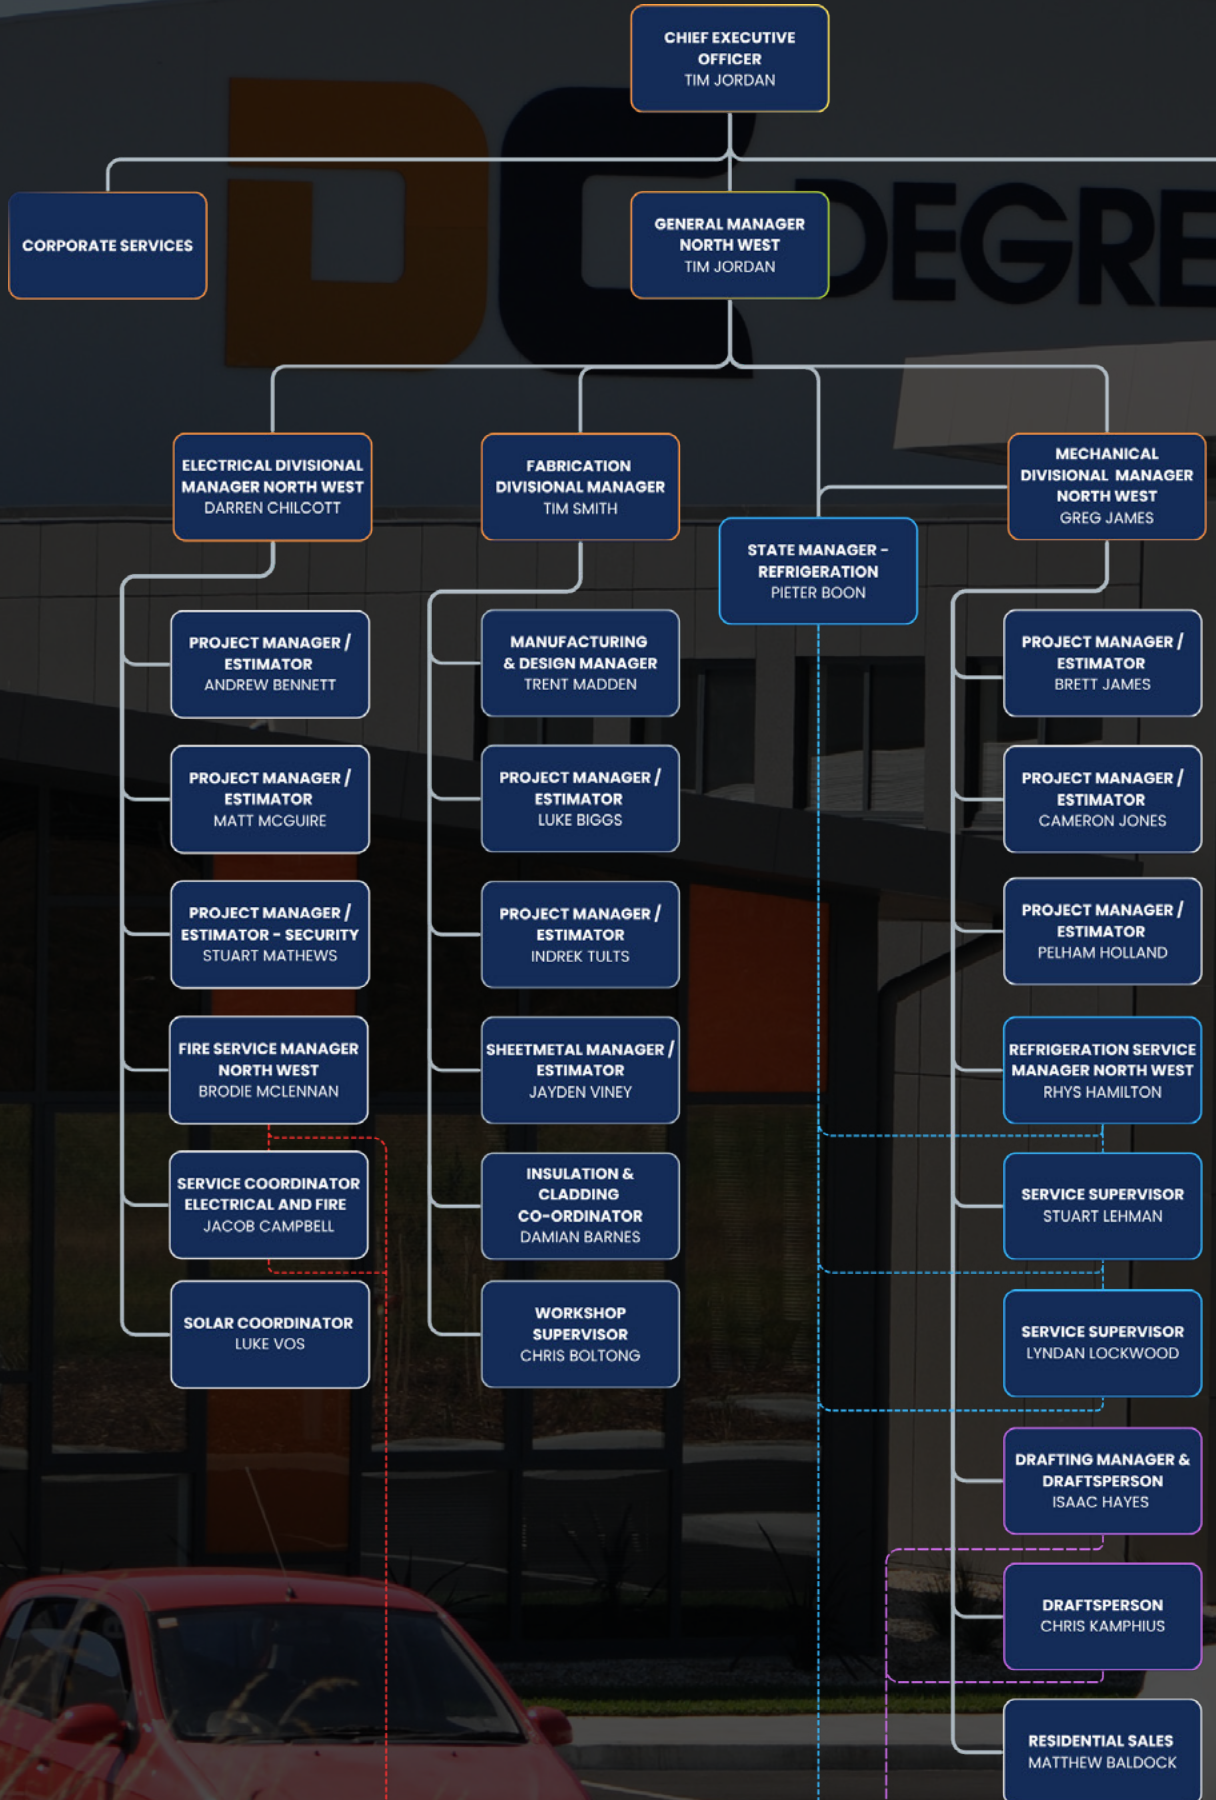 CHIEF EXECUTIVE
OFFICER
TIM JORDAN
DC DEGRE
CORPORATE SERVICES
GENERAL MANAGER
NORTH WEST
TIM JORDAN
ELECTRICAL DIVISIONAL
MANAGER NORTH WEST
DARREN CHILCOTT
FABRICATION
DIVISIONAL MANAGER
TIM SMITH
STATE MANAGER -
REFRIGERATION
PIETER BOON
MECHANICAL
DIVISIONAL MANAGER
NORTH WEST
GREG JAMES
PROJECT MANAGER /
ESTIMATOR
ANDREW BENNETT
PROJECT MANAGER /
ESTIMATOR
MATT MCGUIRE
PROJECT MANAGER /
ESTIMATOR - SECURITY
STUART MATHEWS
FIRE SERVICE MANAGER
NORTH WEST
BRODIE MCLENNAN
SERVICE COORDINATOR
ELECTRICAL AND FIRE
JACOB CAMPBELL
SOLAR COORDINATOR
LUKE VOS
MANUFACTURING
& DESIGN MANAGER
TRENT MADDEN
PROJECT MANAGER /
ESTIMATOR
LUKE BIGGS
PROJECT MANAGER /
ESTIMATOR
INDREK TULTS
SHEETMETAL MANAGER /
ESTIMATOR
JAYDEN VINEY
INSULATION &
CLADDING
CO-ORDINATOR
DAMIAN BARNES
WORKSHOP
SUPERVISOR
CHRIS BOLTONG
PROJECT MANAGER /
ESTIMATOR
BRETT JAMES
PROJECT MANAGER /
ESTIMATOR
CAMERON JONES
PROJECT MANAGER /
ESTIMATOR
PELHAM HOLLAND
REFRIGERATION SERVICE
MANAGER NORTH WEST
RHYS HAMILTON
SERVICE SUPERVISOR
STUART LEHMAN
SERVICE SUPERVISOR
LYNDAN LOCKWOOD
DRAFTING MANAGER &
DRAFTSPERSON
ISAAC HAYES
DRAFTSPERSON
CHRIS KAMPHIUS
RESIDENTIAL SALES
MATTHEW BALDOCK